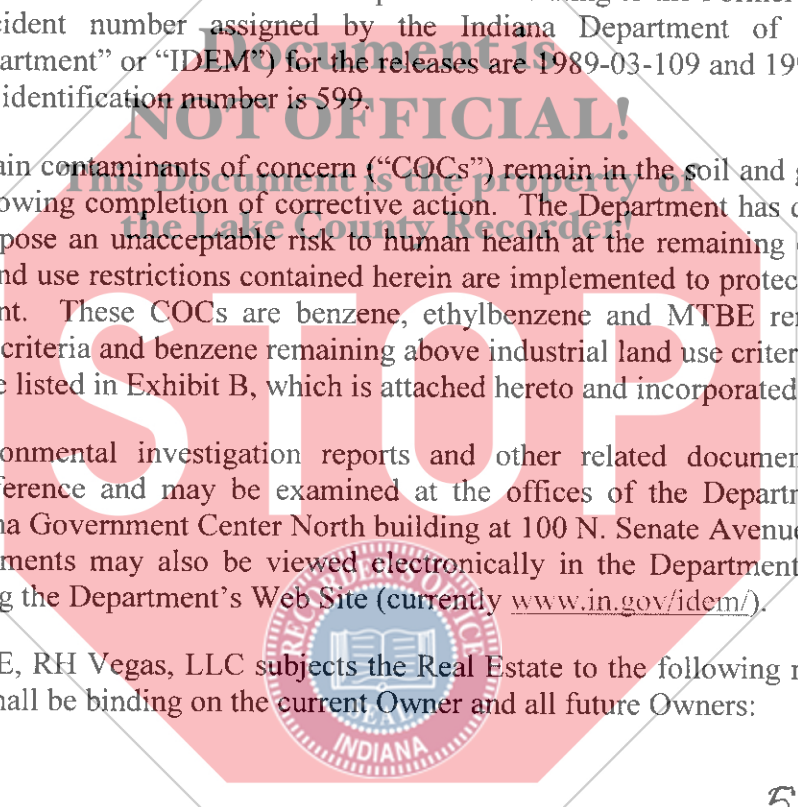 cident number assigned by the Indiana Department of
artment” or “IDEM”) for the releases are 1989-03-109 and 19
identification number is 599.
ain contaminants of concern (“COCs”) remain in the soil and g
owing completion of corrective action. The Department has d
pose an unacceptable risk to human health at the remaining
nd use restrictions contained herein are implemented to protec
nt. These COCs are benzene, ethylbenzene and MTBE re
criteria and benzene remaining above industrial land use criter
e listed in Exhibit B, which is attached hereto and incorporated
onmental investigation reports and other related documen
ference and may be examined at the offices of the Departm
na Government Center North building at 100 N. Senate Avenue
ments may also be viewed electronically in the Department
g the Department’s Web Site (currently www.in.gov/idem/).
E, RH Vegas, LLC subjects the Real Estate to the following r
hall be binding on the current Owner and all future Owners:
Document is
NOT OFFICIAL!
This Document is the property of
the Lake County Recorder!
STOP
RECORDER'S OFFICE
SEAL
INDIANA